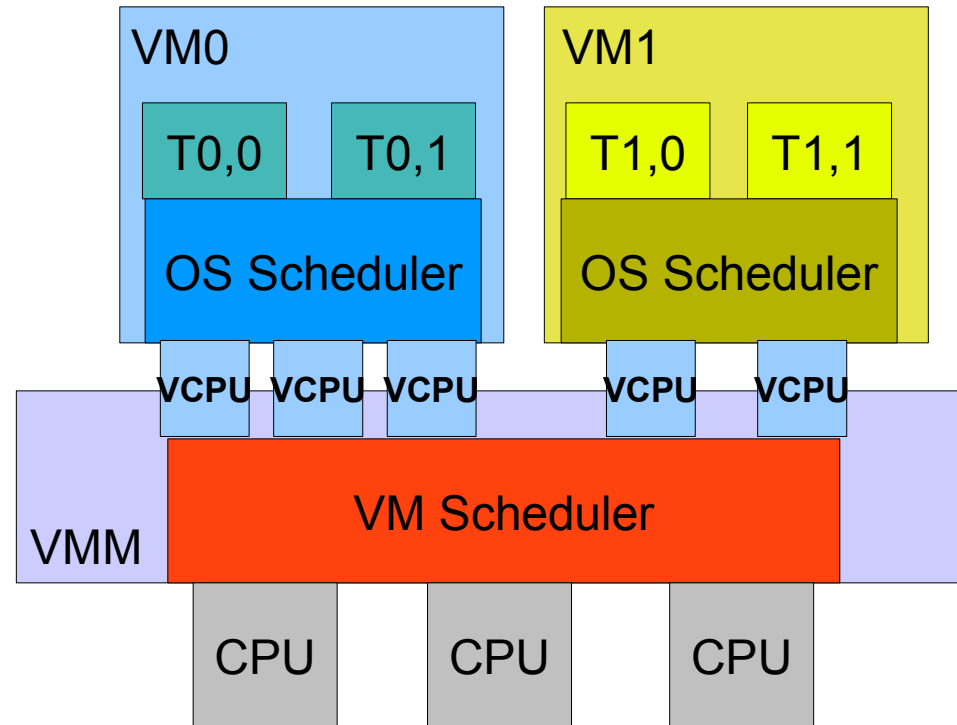 VM0
VM1
T0,0
T0,1
T1,0
T1,1
OS Scheduler
OS Scheduler
VCPU
VCPU
VCPU
VCPU
VCPU
VM Scheduler
VMM
CPU
CPU
CPU